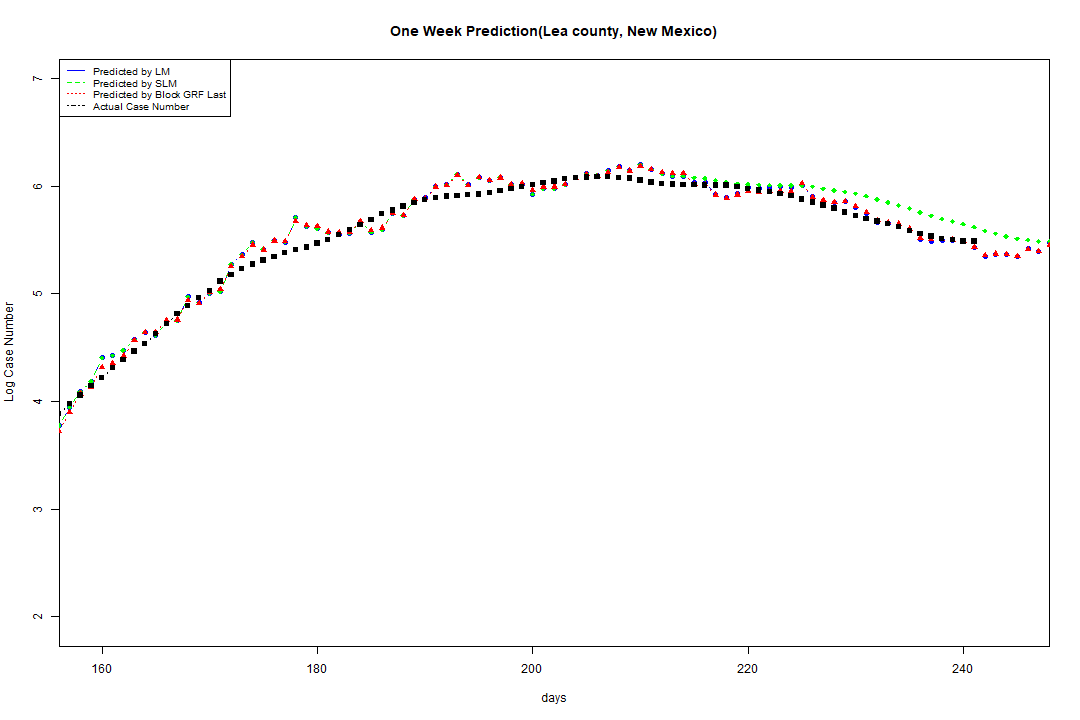 One Week Prediction(Lea county, New Mexico)
Predicted by LM
Predicted by SLM
Predicted by Block GRF Last
Actual Case Number
7
6
5
4
3
2
Log Case Number
160 180 200 220 240
days